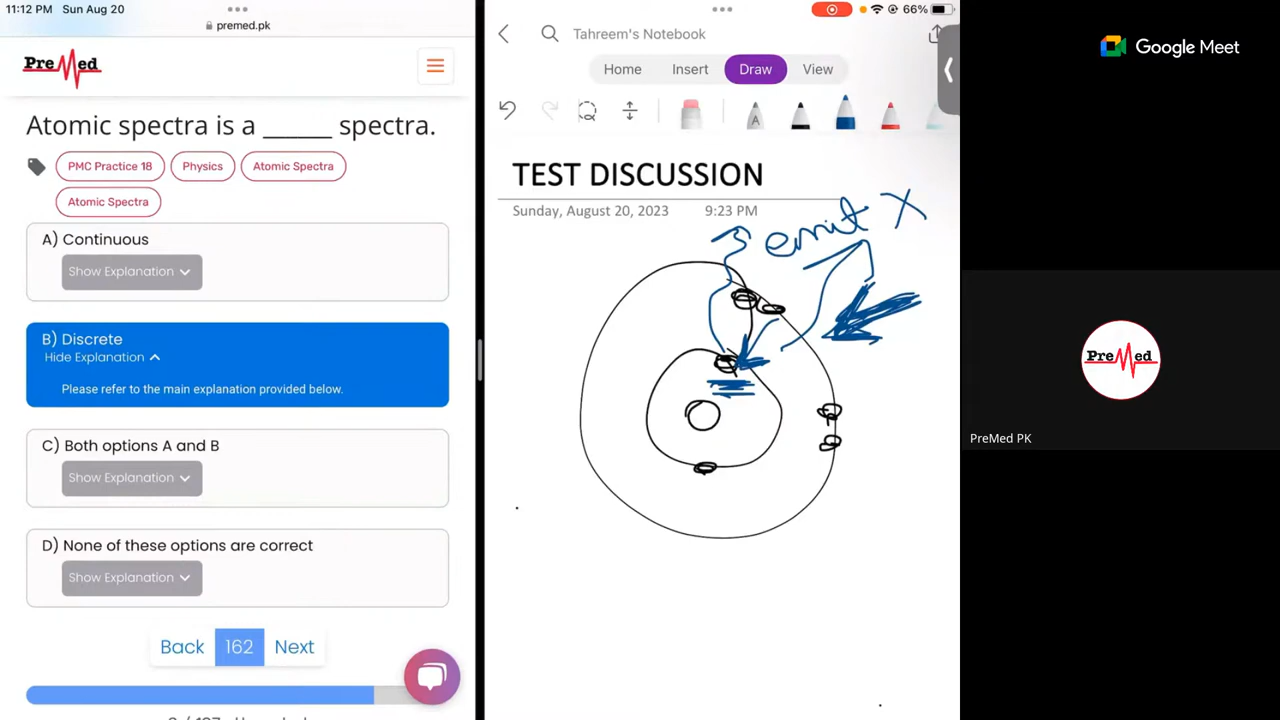 11:12 PM Sun Aug 20
premed.pk
PreMed
Atomic spectra is a ______ spectra.
PMC Practice 18
Physics
Atomic Spectra
Atomic Spectra
A) Continuous
Show Explanation
B) Discrete
Hide Explanation
Please refer to the main explanation provided below.
C) Both options A and B
Show Explanation
D) None of these options are correct
Show Explanation
Back 162 Next
66%
Tahreem's Notebook
Home Insert Draw View
A
TEST DISCUSSION
Sunday, August 20, 2023 9:23 PM
emit X
Google Meet
PreMed
PreMed PK